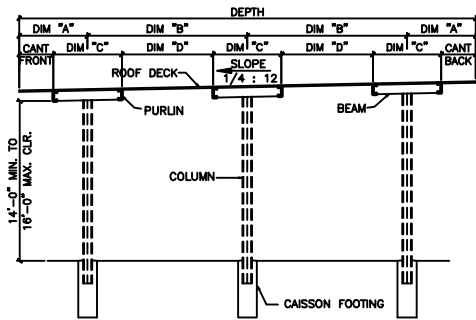 DEPTH
DIM "A" DIM "B" DIM "B" DIM "A"
CANT FRONT DIM "C" DIM "D" DIM "C" DIM "D" DIM "C" CANT BACK
ROOF DECK
SLOPE
1/4 : 12
PURLIN
BEAM
14'-0" MIN. TO
16'-0" MAX. CLR.
COLUMN
CAISSON FOOTING